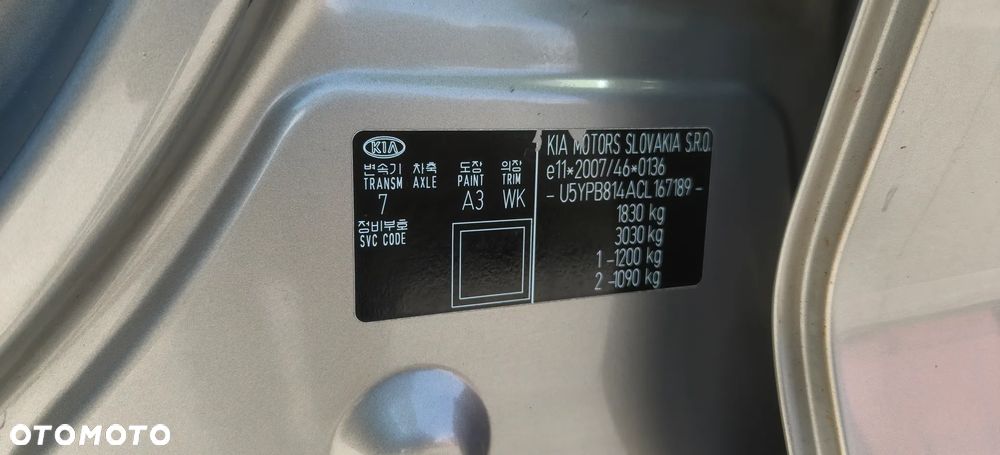 KIA
변속기 차축 도장 의장
TRANSM AXLE PAINT TRIM
7 A3 WK
정비부호
SVC CODE
KIA MOTORS SLOVAKIA S.R.O.
e11*2007/46*0136
- U5YPB814ACL167189 -
1830 kg
3030 kg
1 -1200 kg
2 -1090 kg
OTOMOTO